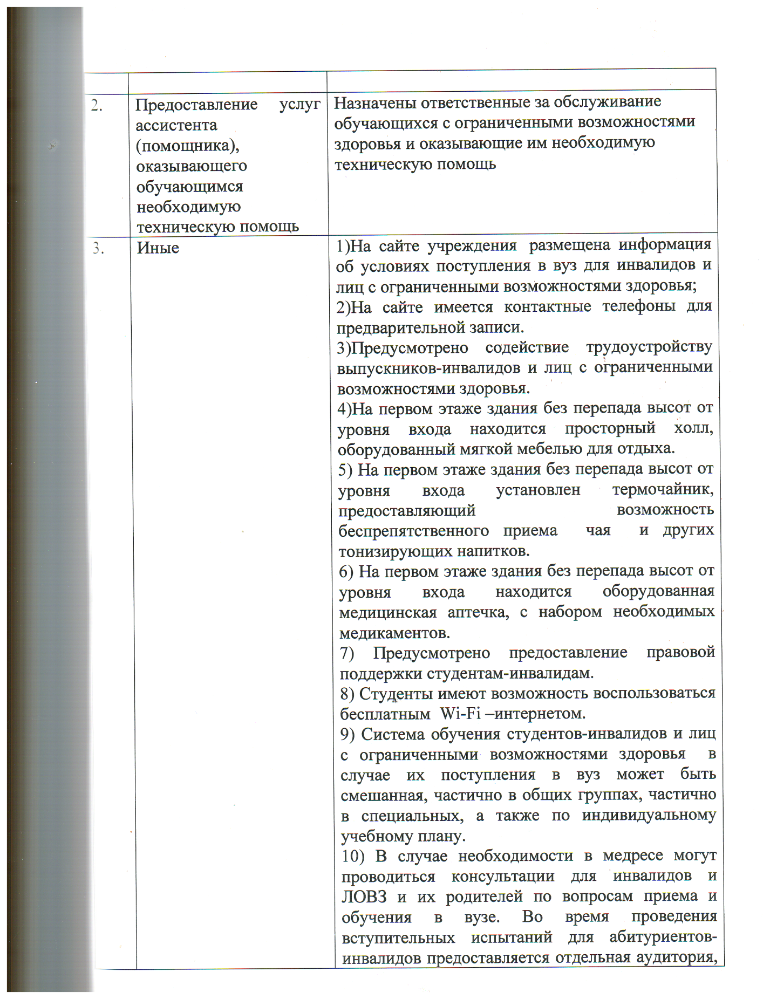 2.
Предоставление услуг
ассистента
(помощника),
оказывающего
обучающимся
необходимую
техническую помощь
Назначены ответственные за обслуживание
обучающихся с ограниченными возможностями
здоровья и оказывающие им необходимую
техническую помощь
3.
Иные
1)На сайте учреждения размещена информация
об условиях поступления в вуз для инвалидов и
лиц с ограниченными возможностями здоровья;
2)На сайте имеется контактные телефоны для
предварительной записи.
3)Предусмотрено содействие трудоустройству
выпускников-инвалидов и лиц с ограниченными
возможностями здоровья.
4)На первом этаже здания без перепада высот от
уровня входа находится просторный холл,
оборудованный мягкой мебелью для отдыха.
5) На первом этаже здания без перепада высот от
уровня входа установлен термочайник,
предоставляющий возможность
беспрепятственного приема чая и других
тонизирующих напитков.
6) На первом этаже здания без перепада высот от
уровня входа находится оборудованная
медицинская аптечка, с набором необходимых
медикаментов.
7) Предусмотрено предоставление правовой
поддержки студентам-инвалидам.
8) Студенты имеют возможность воспользоваться
бесплатным Wi-Fi –интернетом.
9) Система обучения студентов-инвалидов и лиц
с ограниченными возможностями здоровья в
случае их поступления в вуз может быть
смешанная, частично в общих группах, частично
в специальных, а также по индивидуальному
учебному плану.
10) В случае необходимости в медресе могут
проводиться консультации для инвалидов и
ЛОВЗ и их родителей по вопросам приема и
обучения в вузе. Во время проведения
вступительных испытаний для абитуриентов-
инвалидов предоставляется отдельная аудитория,